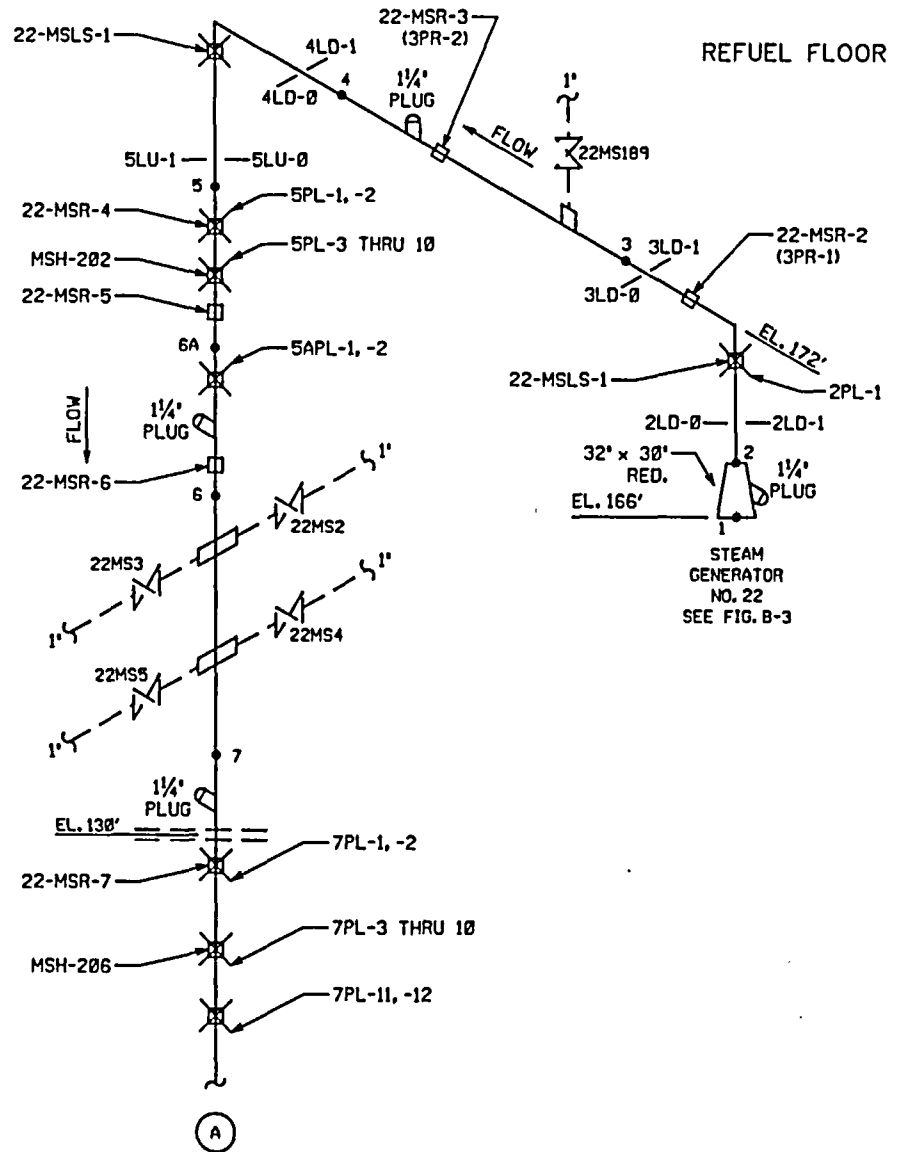 22-MSR-3
(3PR-2)
REFUEL FLOOR
22-MSLS-1
4LD-1
4LD-0
4
1¼"
PLUG
1"
FLOW
22MS189
5LU-1
5LU-0
5
5PL-1, -2
22-MSR-4
5PL-3 THRU 10
MSH-202
22-MSR-5
3
3LD-1
3LD-0
22-MSR-2
(3PR-1)
6A
5APL-1, -2
EL. 172'
22-MSLS-1
2PL-1
FLOW
1¼"
PLUG
2LD-0
2LD-1
22-MSR-6
6
1"
32" x 30"
RED.
2
1¼"
PLUG
EL. 166'
1
22MS2
22MS3
1"
STEAM
GENERATOR
NO. 22
SEE FIG. B-3
1"
22MS4
22MS5
1"
7
1¼"
PLUG
EL. 130'
7PL-1, -2
22-MSR-7
7PL-3 THRU 10
MSH-206
7PL-11, -12
A